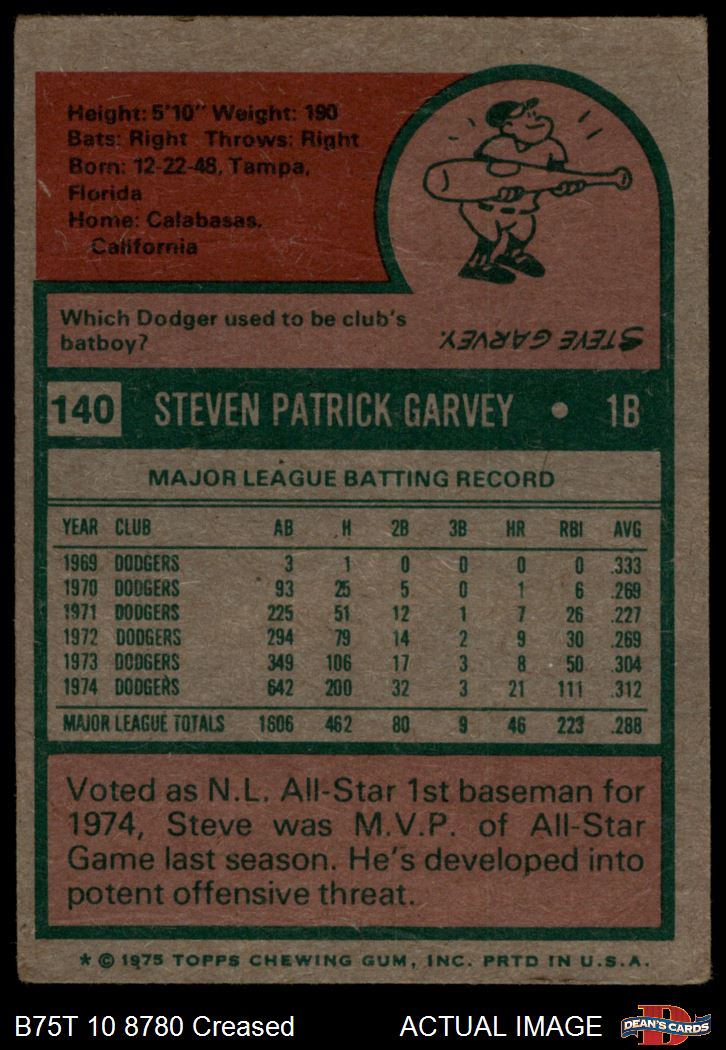 Height: 5'10" Weight: 190
Bats: Right Throws: Right
Born: 12-22-48, Tampa,
Florida
Home: Calabasas,
California
Which Dodger used to be club's
batboy?
STEVE GARVEY.
140 STEVEN PATRICK GARVEY • 1B
MAJOR LEAGUE BATTING RECORD
YEAR CLUB AB H 2B 3B HR RBI AVG
1969 DODGERS 3 1 0 0 0 0 .333
1970 DODGERS 93 25 5 0 1 6 .269
1971 DODGERS 225 51 12 1 7 26 .227
1972 DODGERS 294 79 14 2 9 30 .269
1973 DODGERS 349 106 17 3 8 50 .304
1974 DODGERS 642 200 32 3 21 111 .312
MAJOR LEAGUE TOTALS 1606 462 80 9 46 223 .288
Voted as N.L. All-Star 1st baseman for
1974, Steve was M.V.P. of All-Star
Game last season. He's developed into
potent offensive threat.
* © 1975 TOPPS CHEWING GUM, INC. PRTD IN U.S.A.
B75T 10 8780 Creased ACTUAL IMAGE
D
DEAN'S CARDS